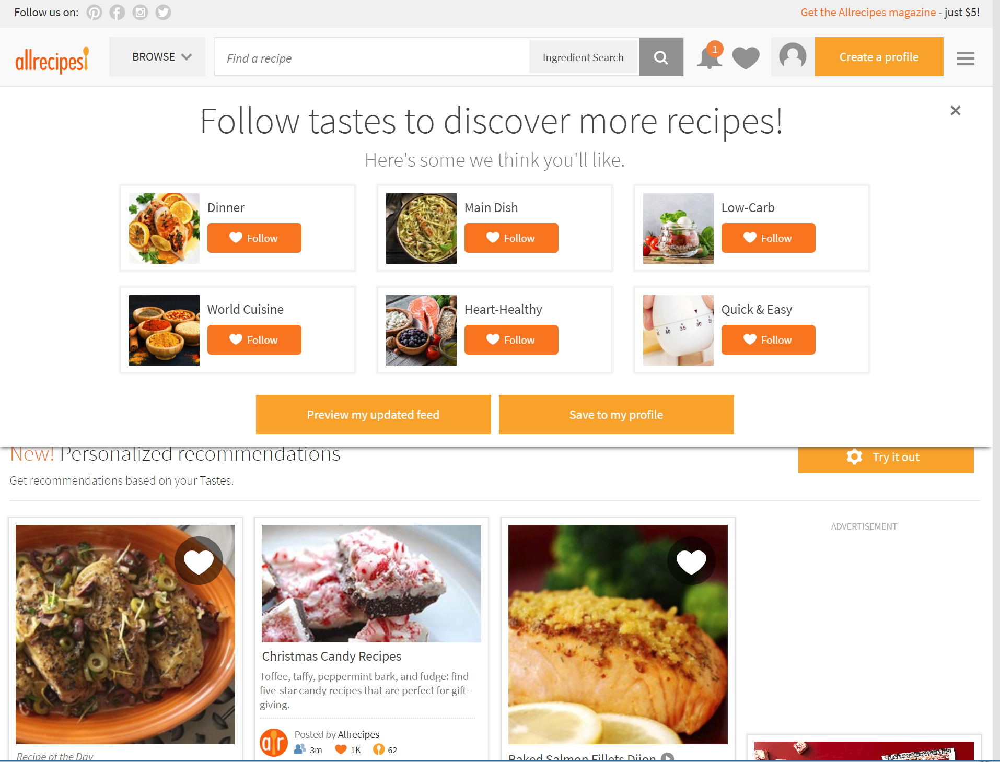 Follow us on:
Get the Allrecipes magazine - just $5!
allrecipes
BROWSE
Find a recipe
Ingredient Search
1
Create a profile
Follow tastes to discover more recipes!
Here's some we think you'll like.
Dinner
Follow
Main Dish
Follow
Low-Carb
Follow
World Cuisine
Follow
Heart-Healthy
Follow
Quick & Easy
Follow
40 35 30 25
Preview my updated feed
Save to my profile
New! Personalized recommendations
Try it out
Get recommendations based on your Tastes.
ADVERTISEMENT
Christmas Candy Recipes
Toffee, taffy, peppermint bark, and fudge: find
five-star candy recipes that are perfect for gift-
giving.
ar
Posted by Allrecipes
3m 1K 62
Recipe of the Day
Baked Salmon Fillets Dijon